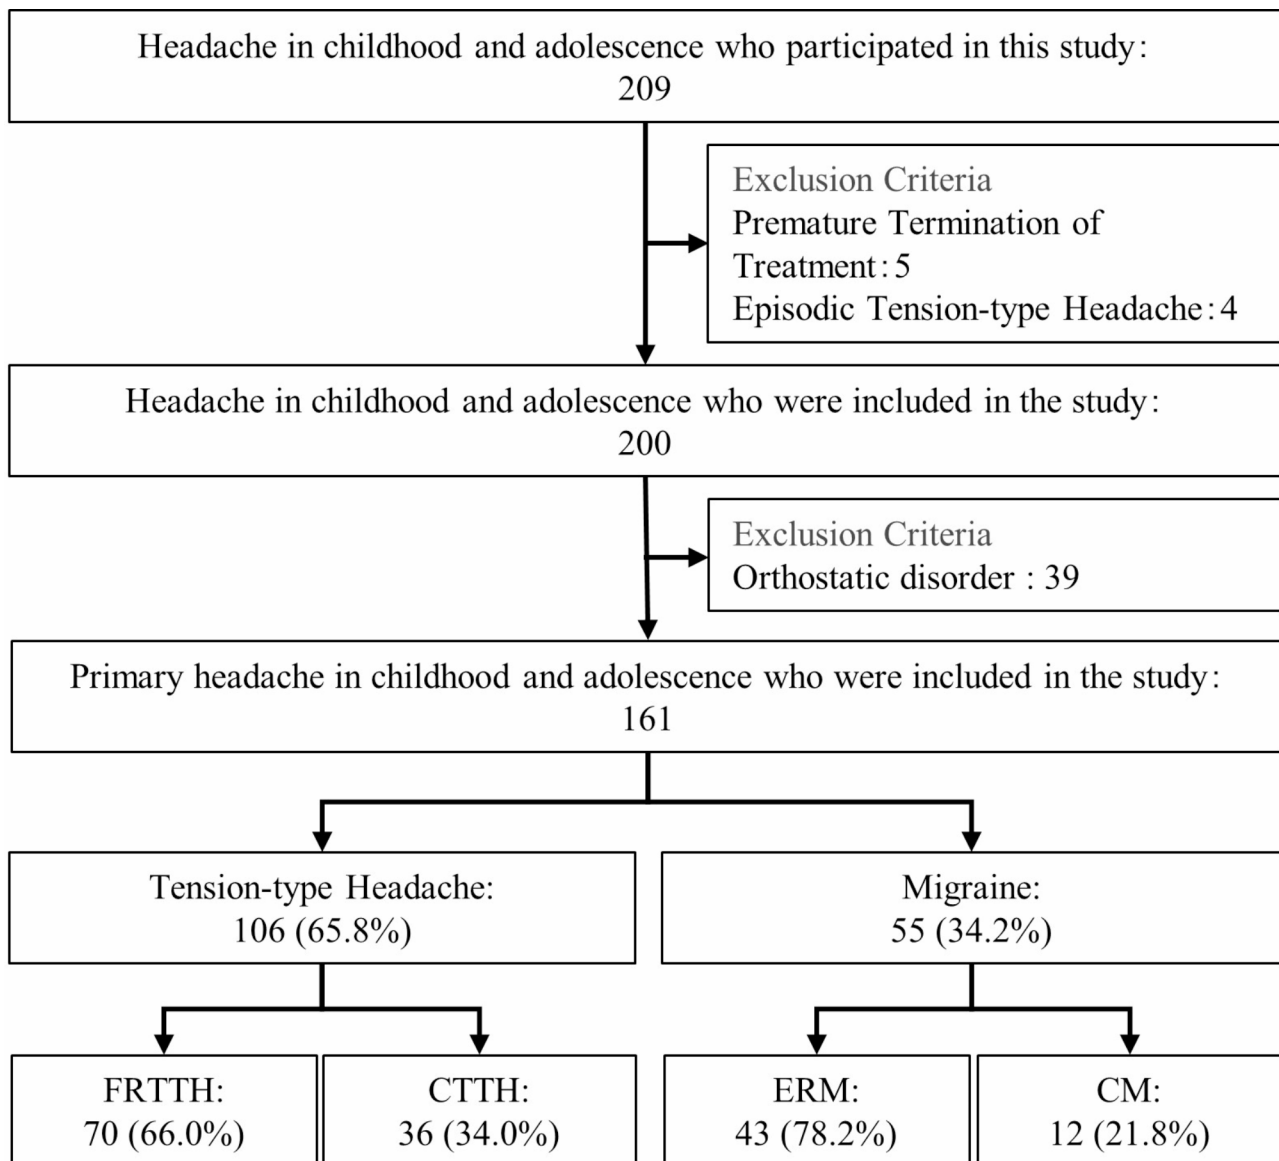 Headache in childhood and adolescence who participated in this study:
209
Exclusion Criteria
Premature Termination of
Treatment: 5
Episodic Tension-type Headache: 4
Headache in childhood and adolescence who were included in the study:
200
Exclusion Criteria
Orthostatic disorder : 39
Primary headache in childhood and adolescence who were included in the study:
161
Tension-type Headache:
106 (65.8%)
Migraine:
55 (34.2%)
FRTTH:
70 (66.0%)
CTTH:
36 (34.0%)
ERM:
43 (78.2%)
CM:
12 (21.8%)